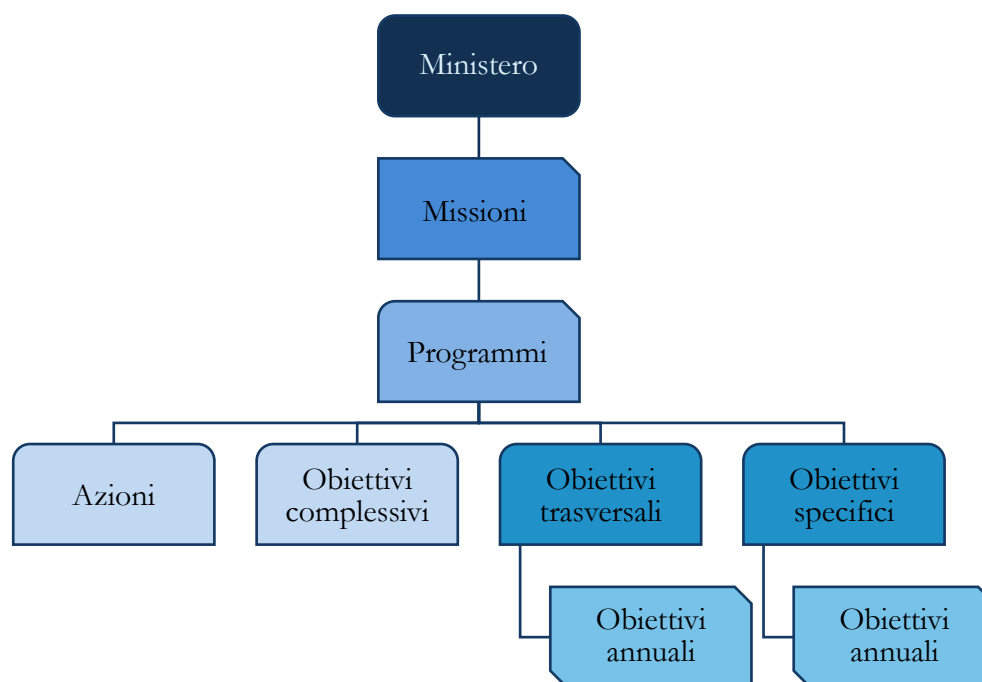 Ministero
Missioni
Programmi
Azioni
Obiettivi
complessivi
Obiettivi
trasversali
Obiettivi
specifici
Obiettivi
annuali
Obiettivi
annuali